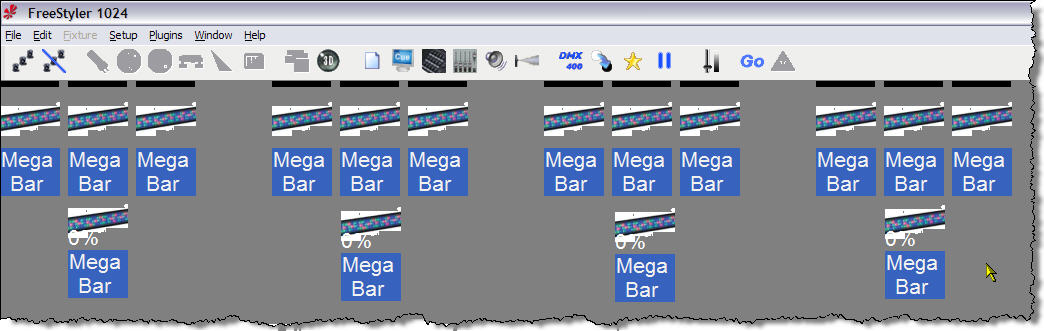 FreeStyler 1024
File Edit Fixture Setup Plugins Window Help
3D Cue DMX 400 Go
Mega Mega Mega Mega Mega Mega Mega Mega Mega Mega Mega Mega
Bar Bar Bar Bar Bar Bar Bar Bar Bar Bar Bar Bar
0% 0% 0% 0%
Mega Mega Mega Mega
Bar Bar Bar Bar